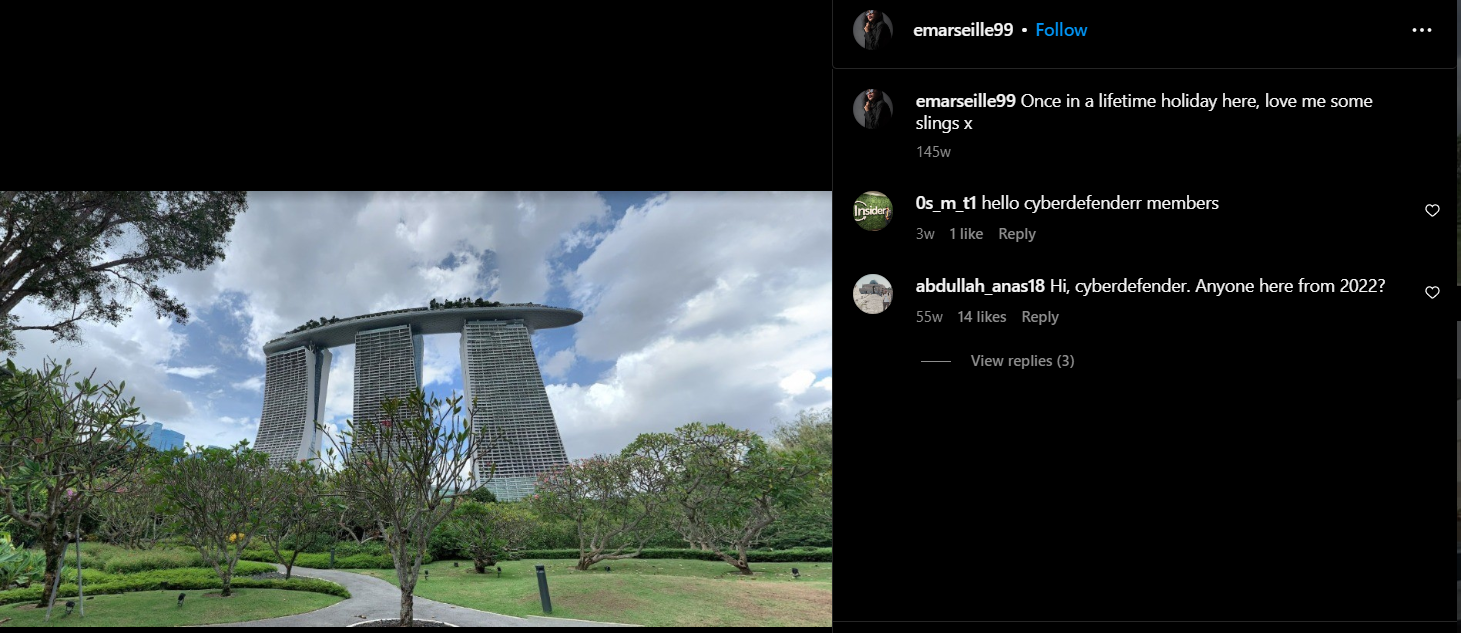 emarseille99 • Follow
emarseille99 Once in a lifetime holiday here, love me some
slings x
145w
Insider
0s_m_t1 hello cyberdefenderr members
3w 1 like Reply
abdullah_anas18 Hi, cyberdefender. Anyone here from 2022?
55w 14 likes Reply
View replies (3)